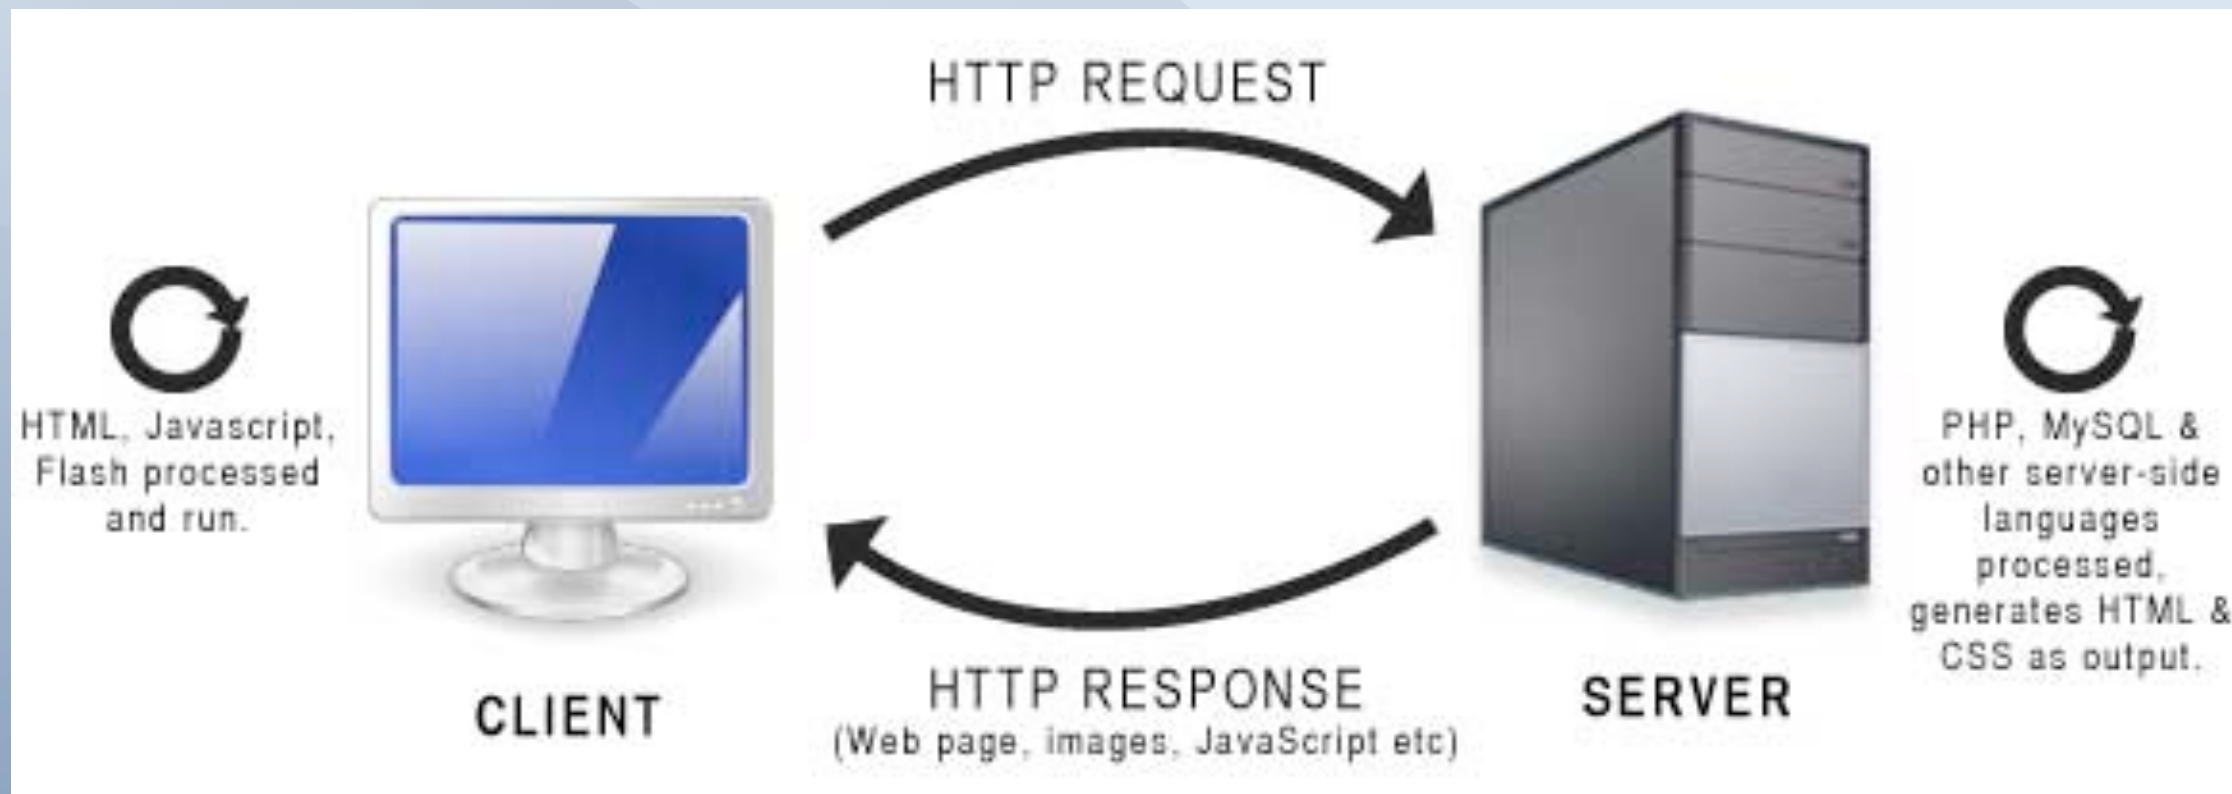 HTTP REQUEST
HTML, Javascript,
Flash processed
and run.
PHP, MySQL &
other server-side
languages
processed,
generates HTML &
CSS as output.
CLIENT
HTTP RESPONSE
(Web page, images, JavaScript etc)
SERVER